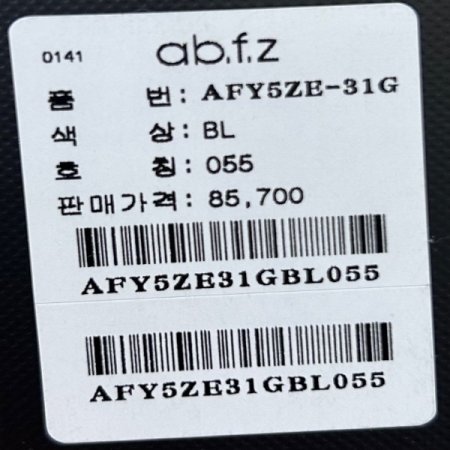 0141 ab.f.z
품 번 : AFY5ZE-31G
색 상 : BL
호 칭 : 055
판매가격 : 85,700
AFY5ZE31GBL055
AFY5ZE31GBL055